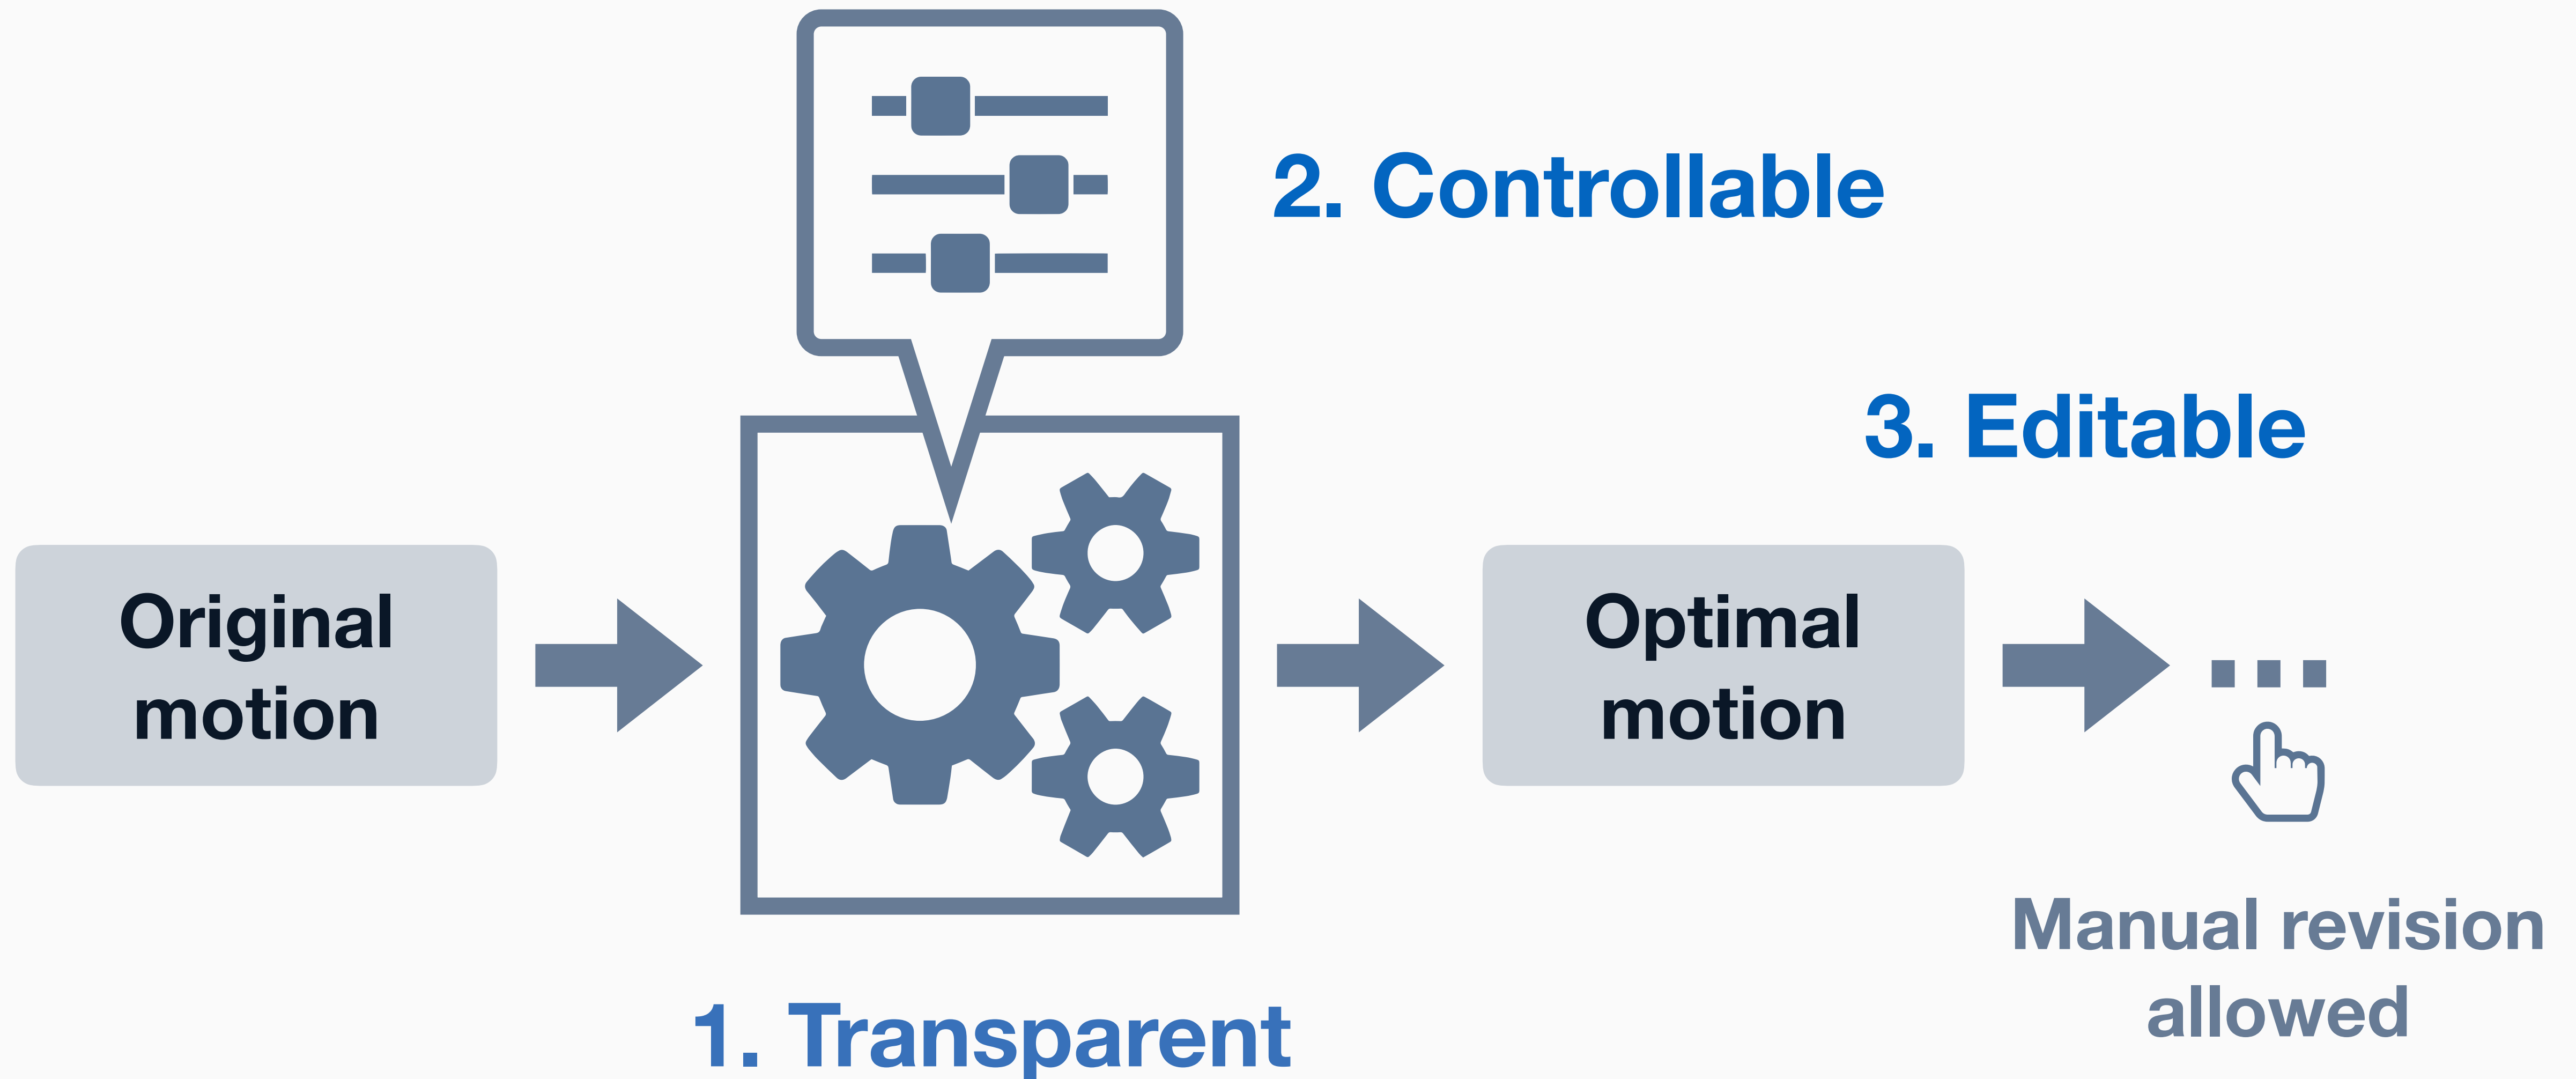 2. Controllable
3. Editable
Original
motion
Optimal
motion
...
Manual revision
allowed
1. Transparent